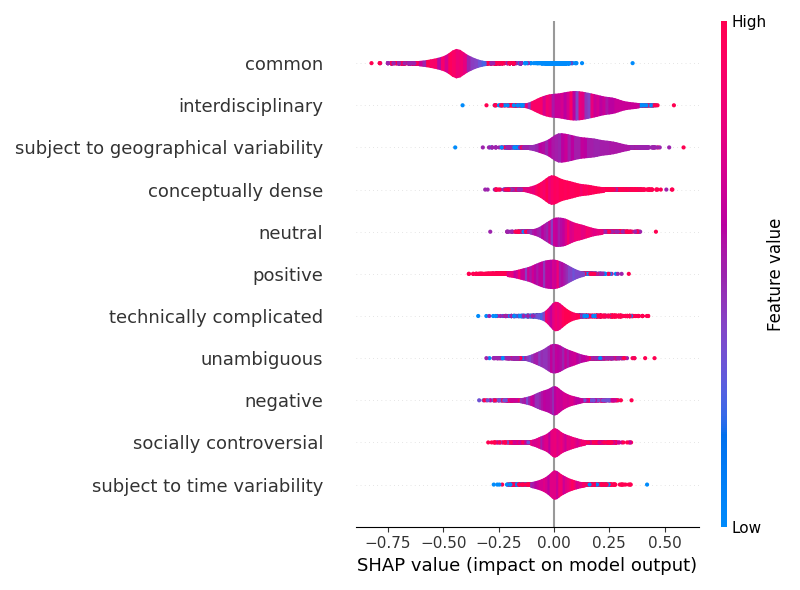 High
common
interdisciplinary
subject to geographical variability
conceptually dense
neutral
positive
technically complicated
unambiguous
negative
socially controversial
subject to time variability
Feature value
Low
−0.75 −0.50 −0.25 0.00 0.25 0.50
SHAP value (impact on model output)